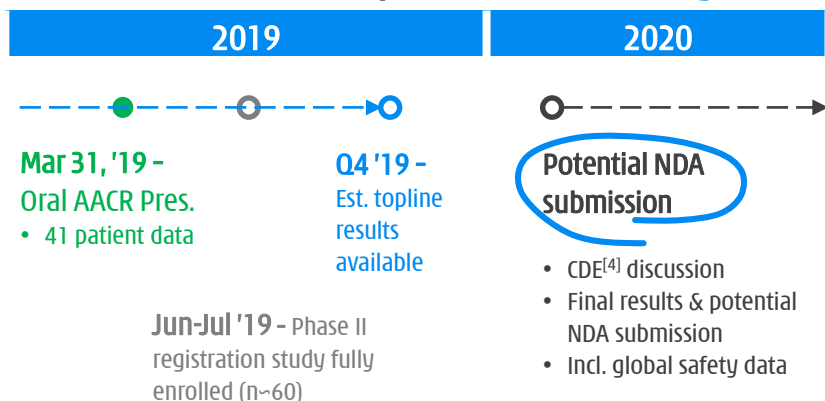 2019
2020
Mar 31, '19 –
Oral AACR Pres.
• 41 patient data
Jun-Jul '19 – Phase II
registration study fully
enrolled (n~60)
Q4 '19 –
Est. topline
results
available
Potential NDA
submission
• CDE[4] discussion
• Final results & potential
NDA submission
• Incl. global safety data